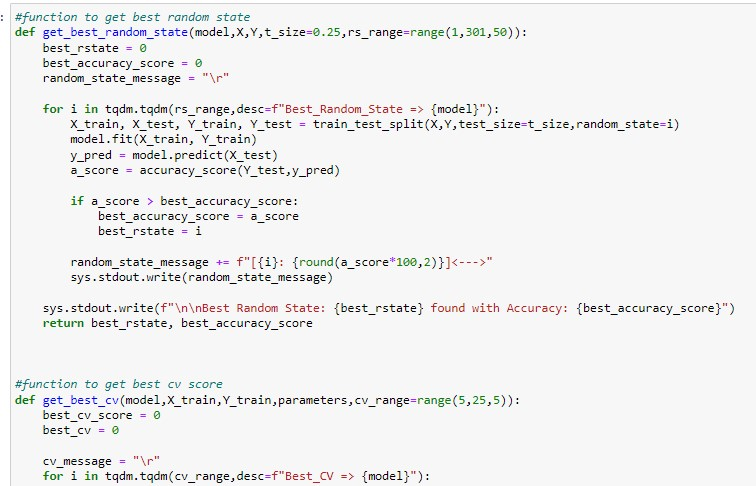 :
#function to get best random state
def get_best_random_state(model,X,Y,t_size=0.25,rs_range=range(1,301,50)):
    best_rstate = 0
    best_accuracy_score = 0
    random_state_message = "\r"

    for i in tqdm.tqdm(rs_range,desc=f"Best_Random_State => {model}"):
        X_train, X_test, Y_train, Y_test = train_test_split(X,Y,test_size=t_size,random_state=i)
        model.fit(X_train, Y_train)
        y_pred = model.predict(X_test)
        a_score = accuracy_score(Y_test,y_pred)

        if a_score > best_accuracy_score:
            best_accuracy_score = a_score
            best_rstate = i

        random_state_message += f"[{i}: {round(a_score*100,2)}]<--->"
        sys.stdout.write(random_state_message)

    sys.stdout.write(f"\n\nBest Random State: {best_rstate} found with Accuracy: {best_accuracy_score}")
    return best_rstate, best_accuracy_score

#function to get best cv score
def get_best_cv(model,X_train,Y_train,parameters,cv_range=range(5,25,5)):
    best_cv_score = 0
    best_cv = 0

    cv_message = "\r"
    for i in tqdm.tqdm(cv_range,desc=f"Best_CV => {model}"):